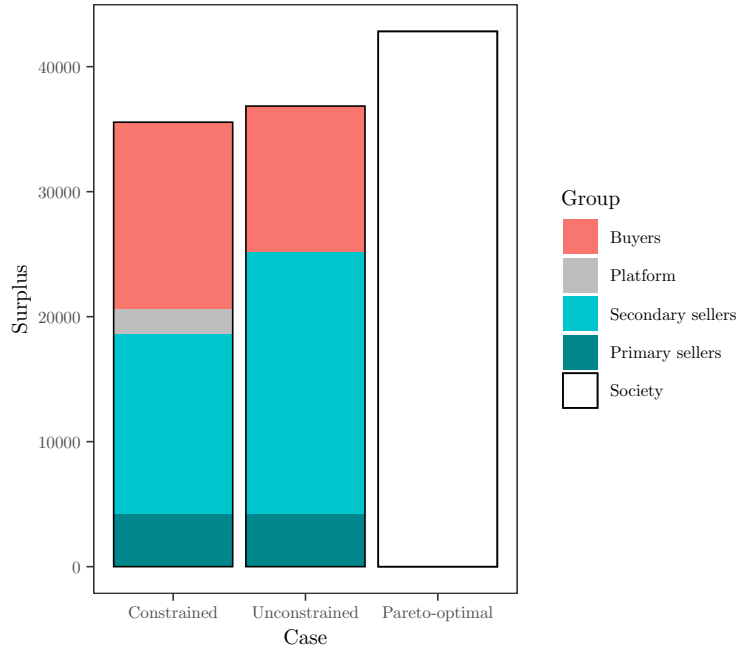 40000
30000
20000
10000
0
Surplus
Constrained Unconstrained Pareto-optimal
Case
Group
Buyers
Platform
Secondary sellers
Primary sellers
Society